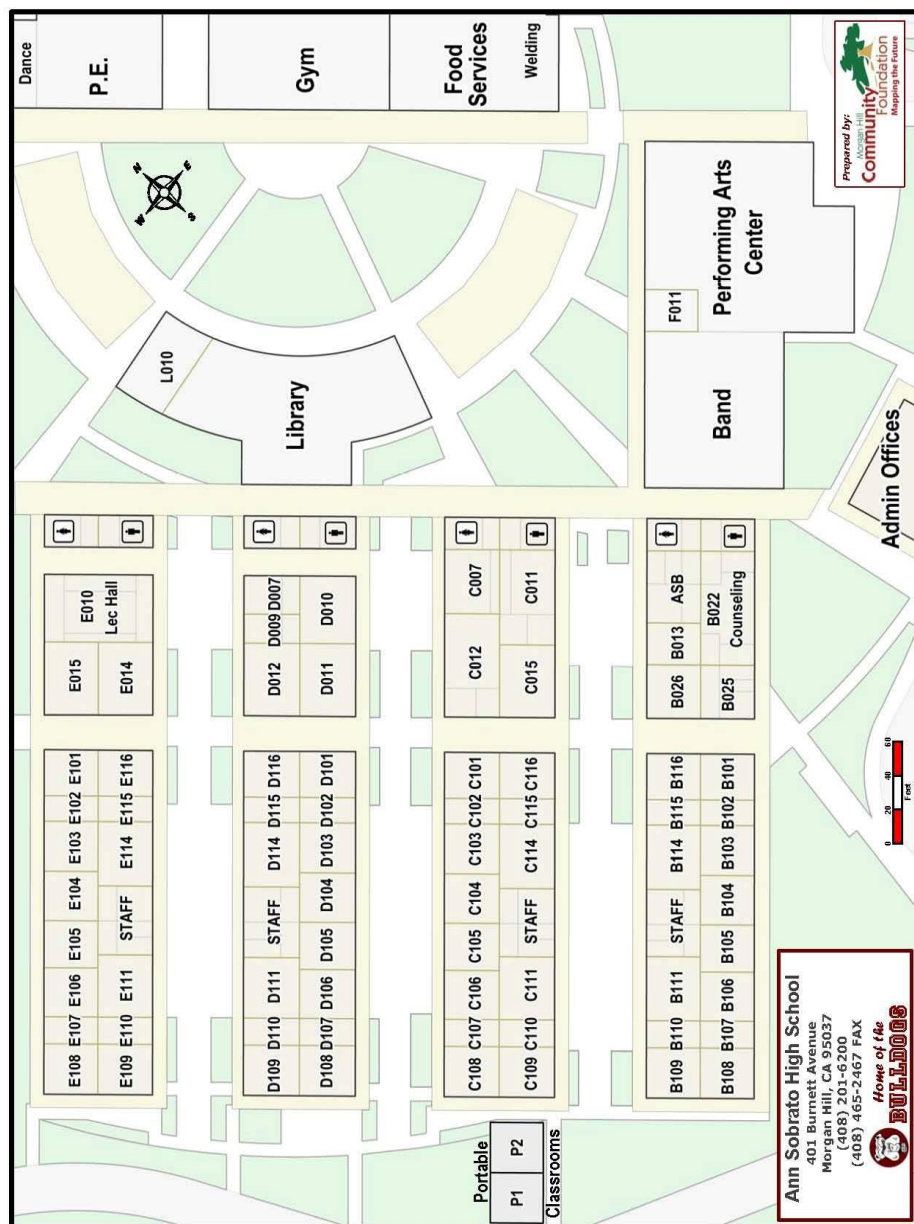 Portable
P1
P2
Classrooms
B109
B110
B111
STAFF
B114
B115
B116
B108
B107
B106
B105
B104
B103
B102
B101
B026
B013
ASB
B025
B022
Counseling
C108
C107
C106
C105
C104
C103
C102
C101
C109
C110
C111
STAFF
C114
C115
C116
C012
C007
C015
C011
D109
D110
D111
STAFF
D114
D115
D116
D108
D107
D106
D105
D104
D103
D102
D101
D012
D009
D007
D011
D010
E108
E107
E106
E105
E104
E103
E102
E101
E109
E110
E111
STAFF
E114
E115
E116
E015
E014
E010
Lec Hall
Library
L010
Band
F011
Performing Arts
Center
Admin Offices
Dance
P.E.
Gym
Food
Services
Welding
N
E
S
W
0
20
40
60
Feet
Ann Sobrato High School
401 Burnett Avenue
Morgan Hill, CA 95037
(408) 201-6200
(408) 465-2467 FAX
Home of the
BULLDOGS
Prepared by:
Morgan Hill
Community
Foundation
Mapping the Future